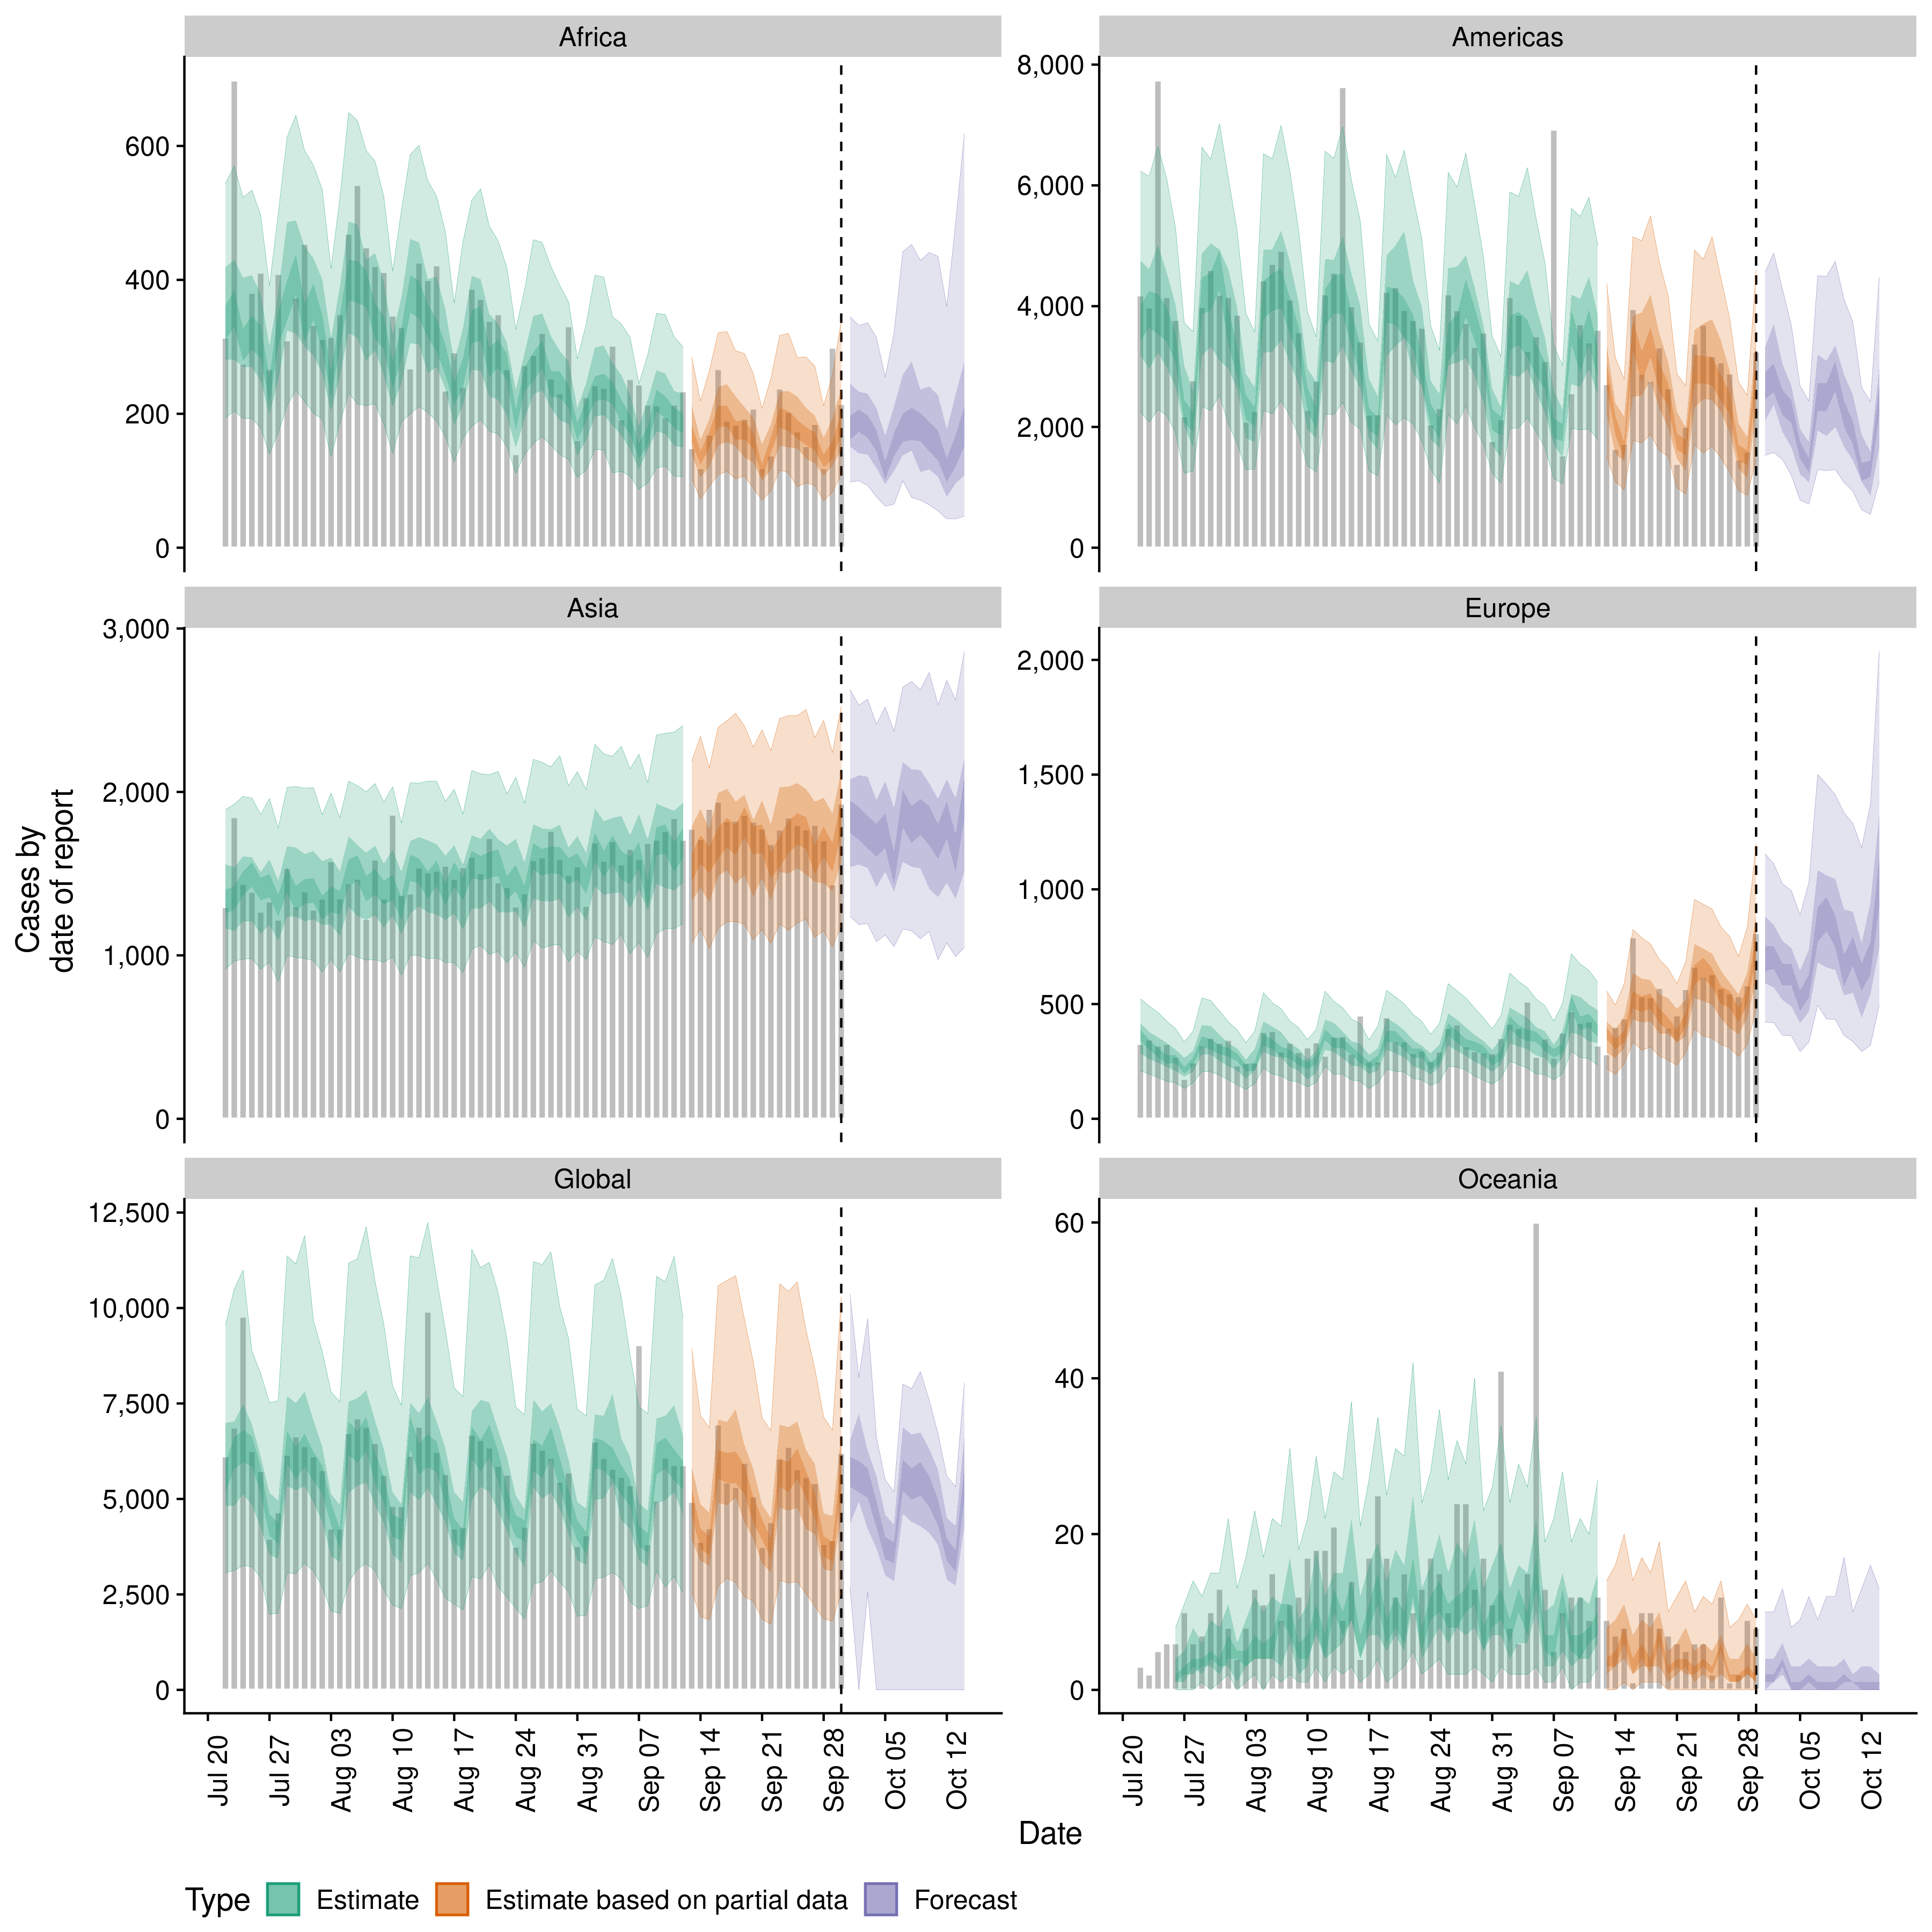 Africa
Americas
600
400
200
0
8,000
6,000
4,000
2,000
0
Asia
Europe
3,000
2,000
1,000
0
2,000
1,500
1,000
500
0
Cases by
date of report
Global
Oceania
12,500
10,000
7,500
5,000
2,500
0
60
40
20
0
Jul 20
Jul 27
Aug 03
Aug 10
Aug 17
Aug 24
Aug 31
Sep 07
Sep 14
Sep 21
Sep 28
Oct 05
Oct 12
Jul 20
Jul 27
Aug 03
Aug 10
Aug 17
Aug 24
Aug 31
Sep 07
Sep 14
Sep 21
Sep 28
Oct 05
Oct 12
Date
Type Estimate Estimate based on partial data Forecast